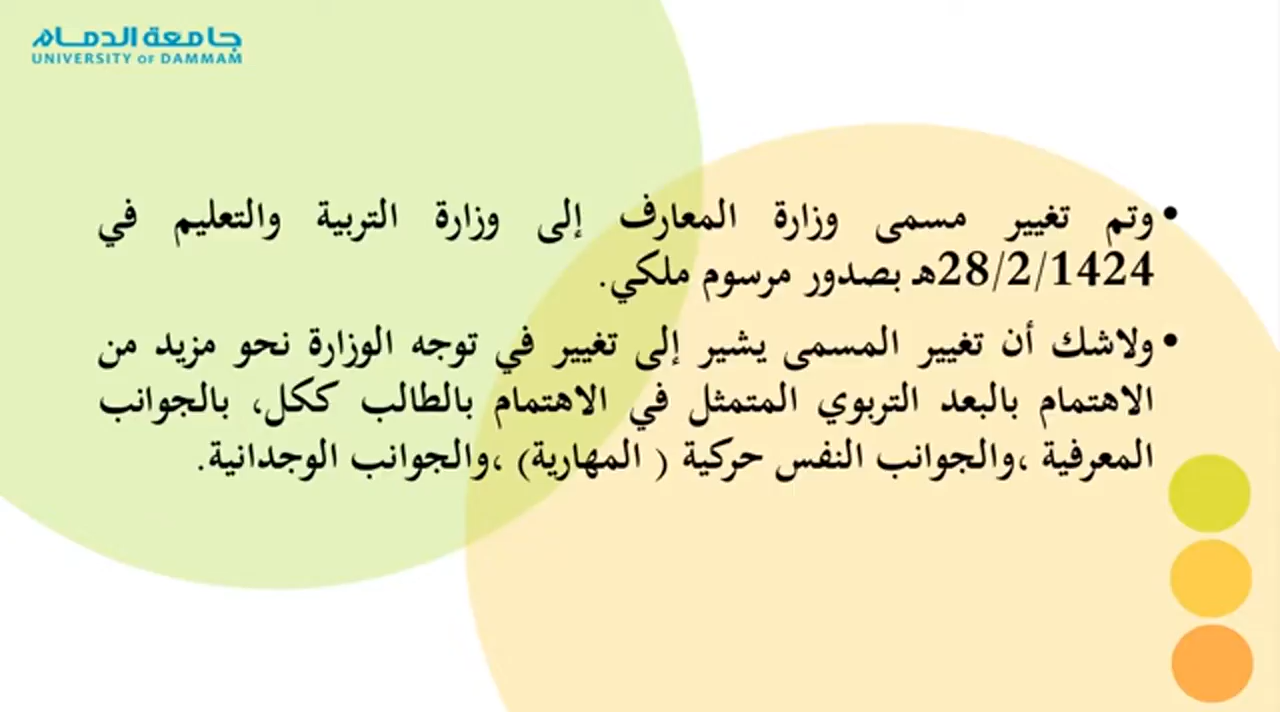 جامعة الدمام
UNIVERSITY OF DAMMAM
• وتم تغيير مسمى وزارة المعارف إلى وزارة التربية والتعليم في
28/2/1424هـ بصدور مرسوم ملكي.
• ولاشك أن تغيير المسمى يشير إلى تغيير في توجه الوزارة نحو مزيد من
الاهتمام بالبعد التربوي المتمثل في الاهتمام بالطالب ككل، بالجوانب
المعرفية ،والجوانب النفس حركية ( المهارية) ،والجوانب الوجدانية.